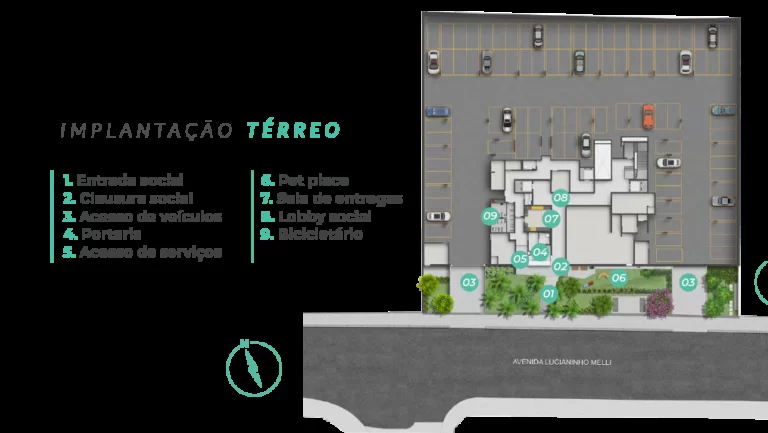 IMPLANTAÇÃO TÉRREO
1. Entrada social
2. Clausura social
3. Acesso de veículos
4. Portaria
5. Acesso de serviços
6. Pet place
7. Sala de entregas
8. Lobby social
9. Bicicletário
N
08
09
07
04
05
02
03
06
03
01
AVENIDA LUCIANINHO MELLI